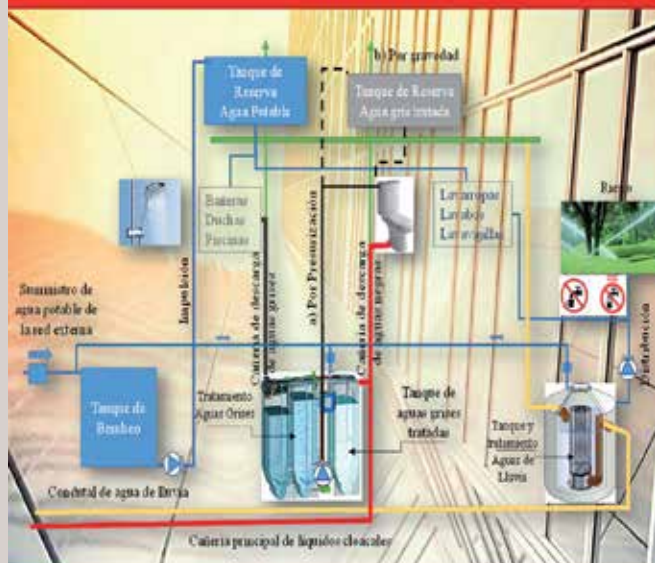 b) Por gravedad
Tanque de
Reserva
Agua Potable
Tanque de Reserva
Agua gris tratada
Bañeras
Duchas
Piscinas
Lavarropas
Lavabos
Lavavajillas
Riego
Impulsión
Cañería de descarga
de aguas grises
a) Por Presurización
Cañería de descarga
de aguas negras
Suministro de
agua potable de
la red externa
Distribución
Tanque de
Bombeo
Tratamiento
Aguas Grises
Tanque de
aguas grises
tratadas
Tanque y
tratamiento
Aguas de
Lluvia
Condutal de agua de lluvia
Cañería principal de líquidos cloacales